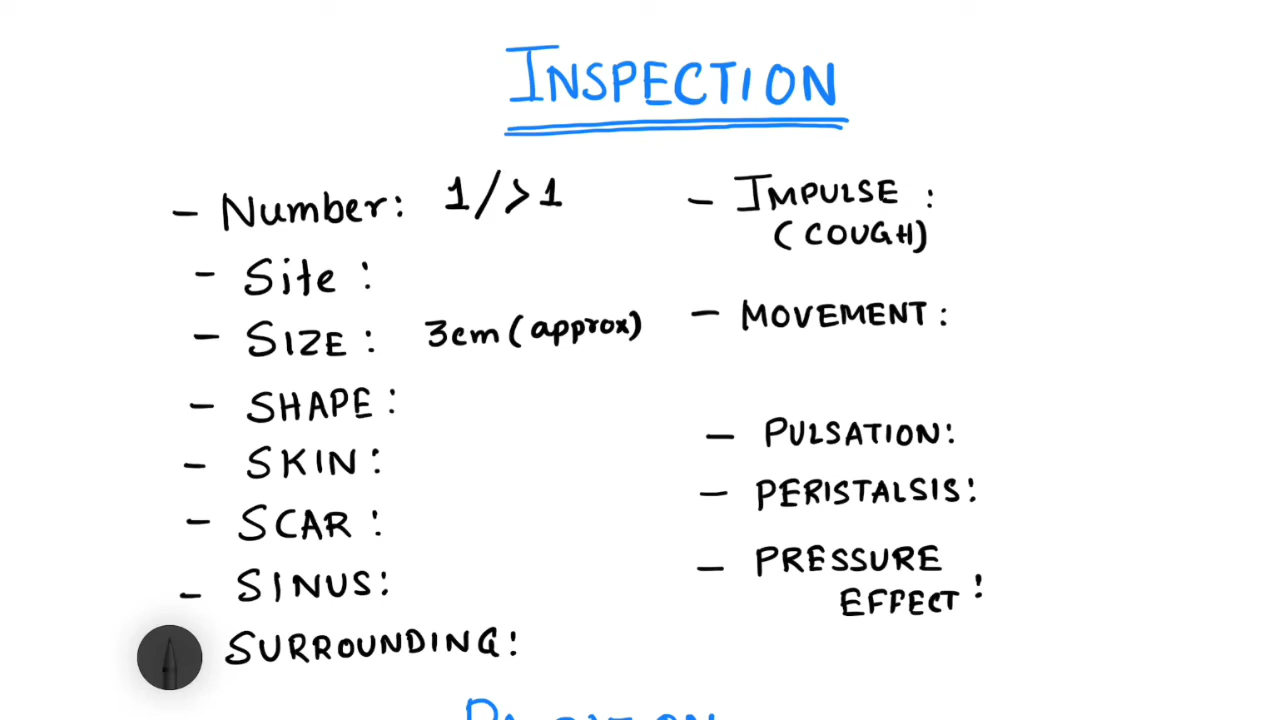 INSPECTION
- Number: 1/>1
- Site:
- SIZE: 3cm (approx)
- SHAPE:
- SKIN:
- SCAR:
- SINUS:
SURROUNDING:
- IMPULSE:
(COUGH)
- MOVEMENT:
- PULSATION:
- PERISTALSIS:
- PRESSURE
EFFECT: